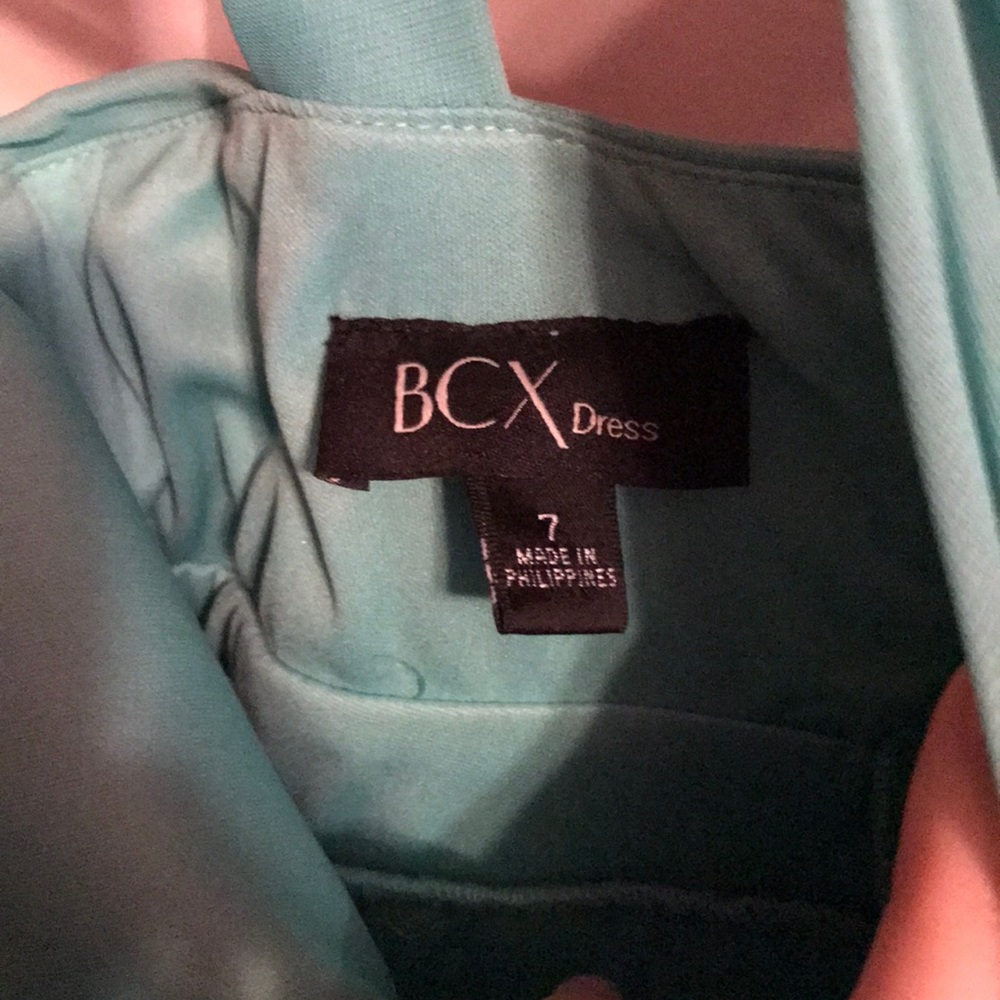 BCX Dress
7
MADE IN
PHILIPPINES